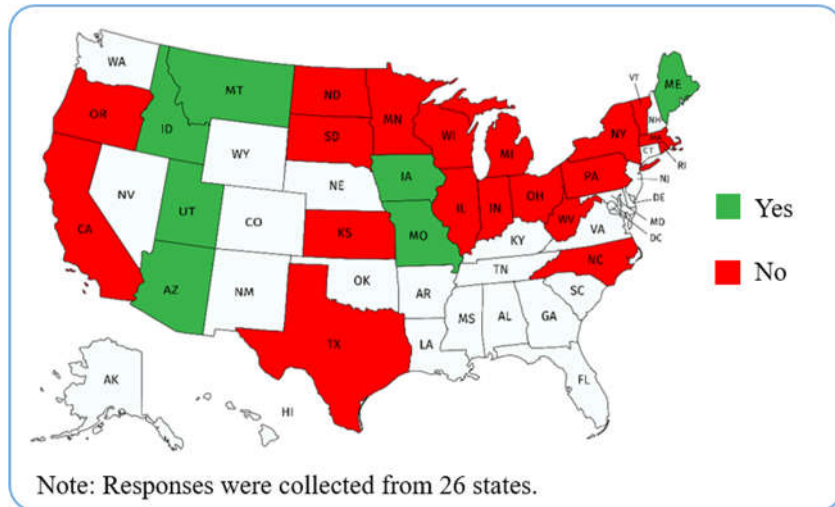 WA
MT
ND
MN
ME
VT
NH
OR
ID
SD
WI
NY
MA
MI
CT
RI
WY
IA
PA
NJ
NE
NV
IL
IN
OH
DE
UT
CO
WV
MD
CA
KS
MO
KY
VA
DC
NC
TN
AZ
NM
OK
AR
SC
MS
AL
GA
TX
LA
FL
AK
HI
Yes
No
Note: Responses were collected from 26 states.